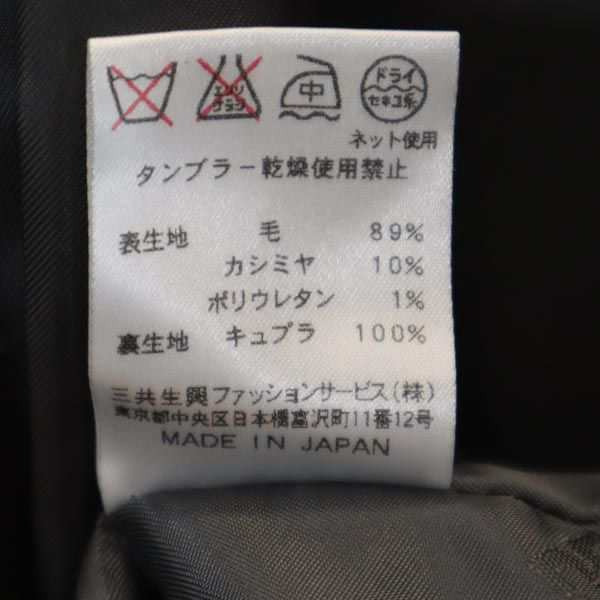 エンソ サラシ 中 ドライ セキユ系
ネット使用
タンブラー乾燥使用禁止
表生地 毛 89%
カシミヤ 10%
ポリウレタン 1%
裏生地 キュプラ 100%
三共生興ファッションサービス(株)
東京都中央区日本橋富沢町11番12号
MADE IN JAPAN